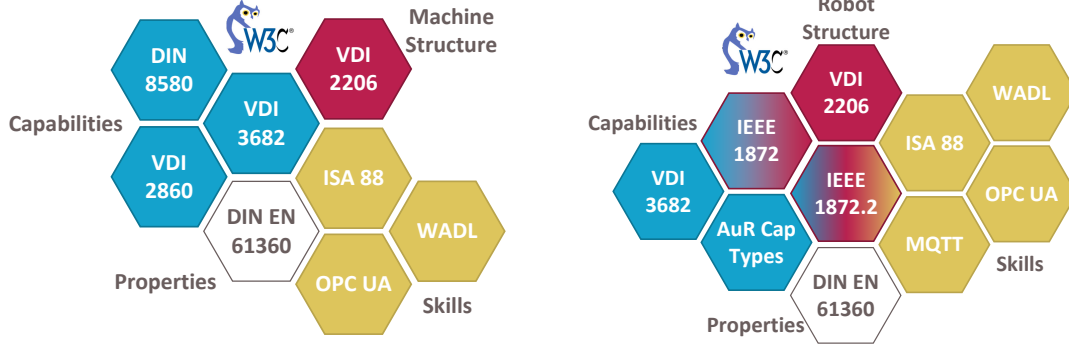 Machine
Structure
W3C®
DIN
8580
VDI
2206
VDI
3682
Capabilities
VDI
2860
ISA 88
DIN EN
61360
WADL
Properties
OPC UA
Skills
Robot
Structure
W3C®
VDI
2206
WADL
Capabilities
IEEE
1872
ISA 88
VDI
3682
IEEE
1872.2
OPC UA
AuR Cap
Types
MQTT
Skills
DIN EN
61360
Properties